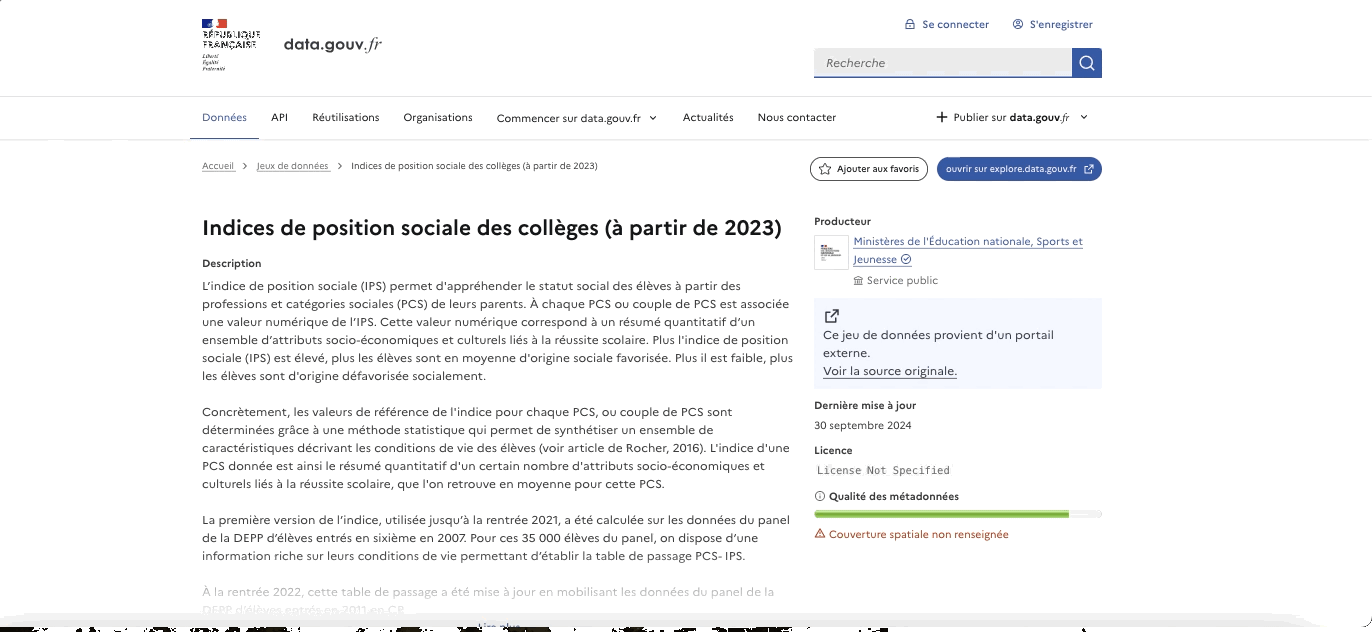 RÉPUBLIQUE
FRANÇAISE
Liberté
Égalité
Fraternité
data.gouv.fr
Se connecter
S'enregistrer
Recherche
Données
API
Réutilisations
Organisations
Commencer sur data.gouv.fr
Actualités
Nous contacter
Publier sur data.gouv.fr
Accueil > Jeux de données > Indices de position sociale des collèges (à partir de 2023)
Ajouter aux favoris
ouvrir sur explore.data.gouv.fr
Indices de position sociale des collèges (à partir de 2023)
Description
L'indice de position sociale (IPS) permet d'appréhender le statut social des élèves à partir des
professions et catégories sociales (PCS) de leurs parents. À chaque PCS ou couple de PCS est associée
une valeur numérique de l'IPS. Cette valeur numérique correspond à un résumé quantitatif d'un
ensemble d'attributs socio-économiques et culturels liés à la réussite scolaire. Plus l'indice de position
sociale (IPS) est élevé, plus les élèves sont en moyenne d'origine sociale favorisée. Plus il est faible, plus
les élèves sont d'origine défavorisée socialement.
Concrètement, les valeurs de référence de l'indice pour chaque PCS, ou couple de PCS sont
déterminées grâce à une méthode statistique qui permet de synthétiser un ensemble de
caractéristiques décrivant les conditions de vie des élèves (voir article de Rocher, 2016). L'indice d'une
PCS donnée est ainsi le résumé quantitatif d'un certain nombre d'attributs socio-économiques et
culturels liés à la réussite scolaire, que l'on retrouve en moyenne pour cette PCS.
La première version de l'indice, utilisée jusqu'à la rentrée 2021, a été calculée sur les données du panel
de la DEPP d'élèves entrés en sixième en 2007. Pour ces 35 000 élèves du panel, on dispose d'une
information riche sur leurs conditions de vie permettant d'établir la table de passage PCS- IPS.
À la rentrée 2022, cette table de passage a été mise à jour en mobilisant les données du panel de la
DEPP d'élèves entrés en 2011 en CP
Lire plus
Producteur
Ministères de l'Éducation nationale, Sports et
Jeunesse
Service public
Ce jeu de données provient d'un portail
externe.
Voir la source originale.
Dernière mise à jour
30 septembre 2024
Licence
License Not Specified
Qualité des métadonnées
Couverture spatiale non renseignée